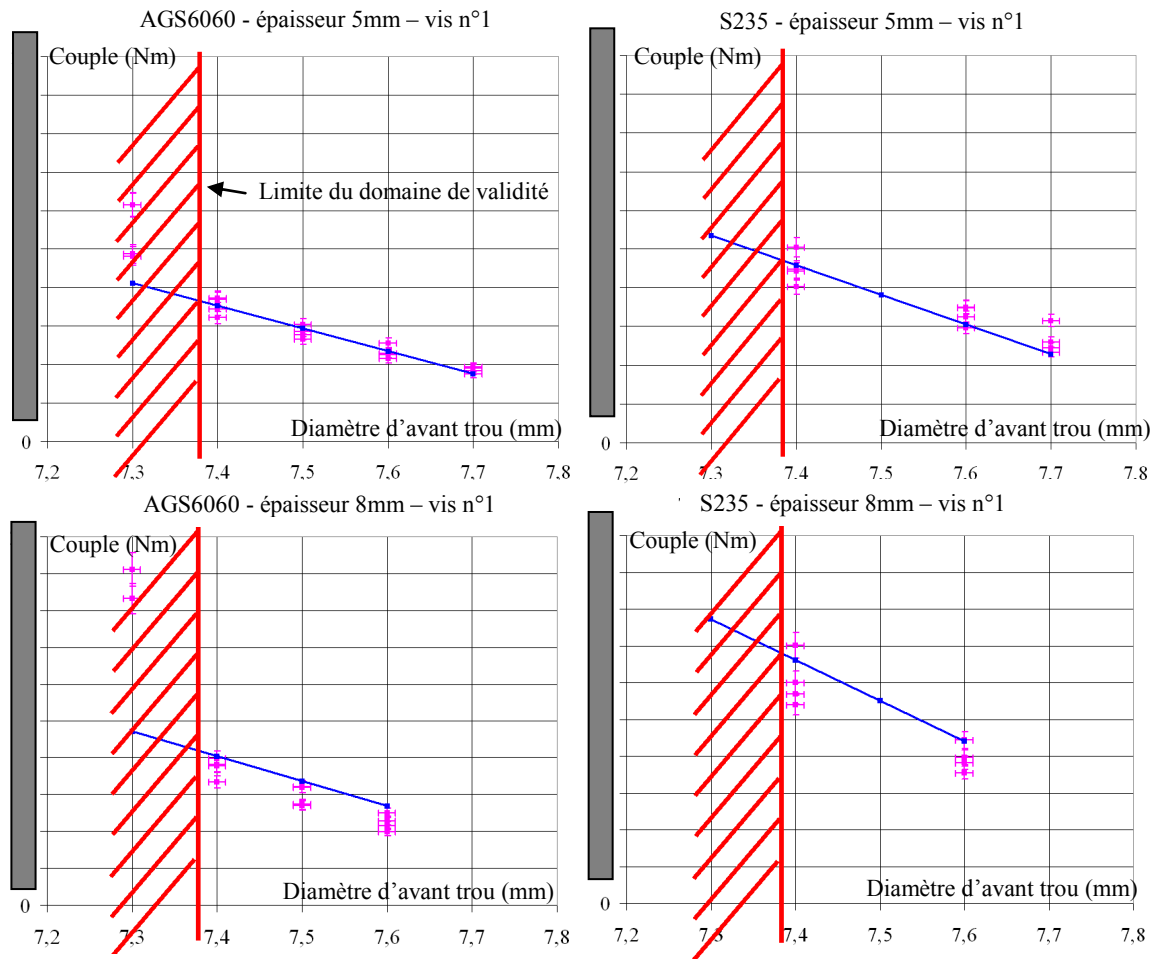 AGS6060 - épaisseur 5mm – vis n°1
Couple (Nm)
Limite du domaine de validité
Diamètre d'avant trou (mm)
0
7,2 7,3 7,4 7,5 7,6 7,7 7,8
S235 - épaisseur 5mm – vis n°1
Couple (Nm)
Diamètre d'avant trou (mm)
0
7,2 7,3 7,4 7,5 7,6 7,7 7,8
AGS6060 - épaisseur 8mm – vis n°1
Couple (Nm)
Diamètre d'avant trou (mm)
0
7,2 7,3 7,4 7,5 7,6 7,7 7,8
S235 - épaisseur 8mm – vis n°1
Couple (Nm)
Diamètre d'avant trou (mm)
0
7,2 7,3 7,4 7,5 7,6 7,7 7,8